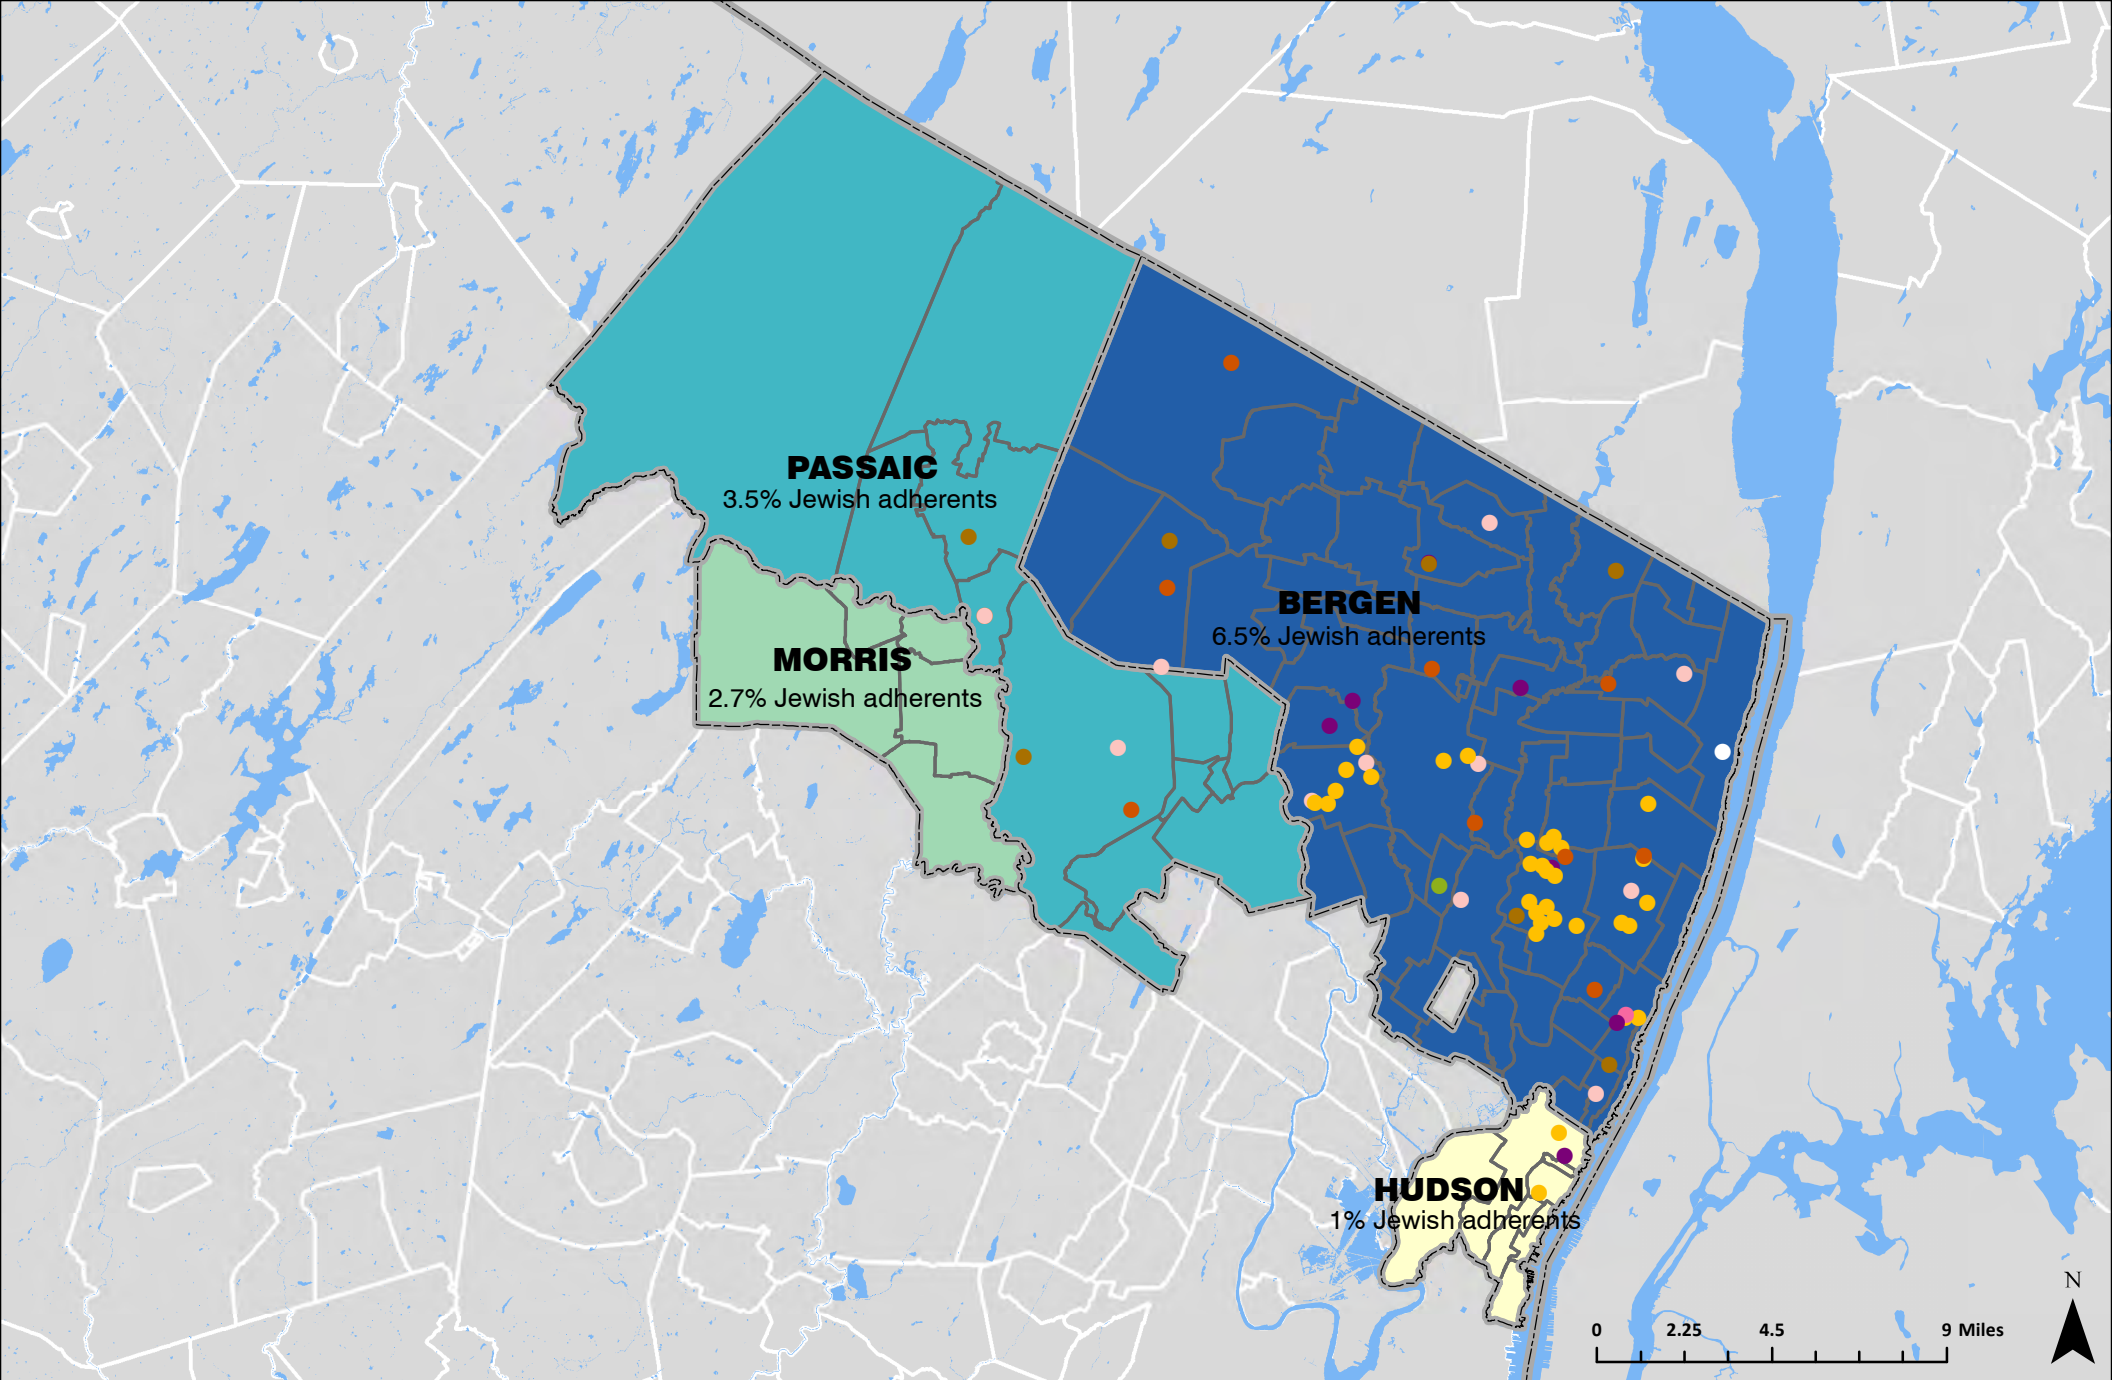 PASSAIC
3.5% Jewish adherents
BERGEN
6.5% Jewish adherents
MORRIS
2.7% Jewish adherents
HUDSON
1% Jewish adherents
N
0 2.25 4.5 9 Miles